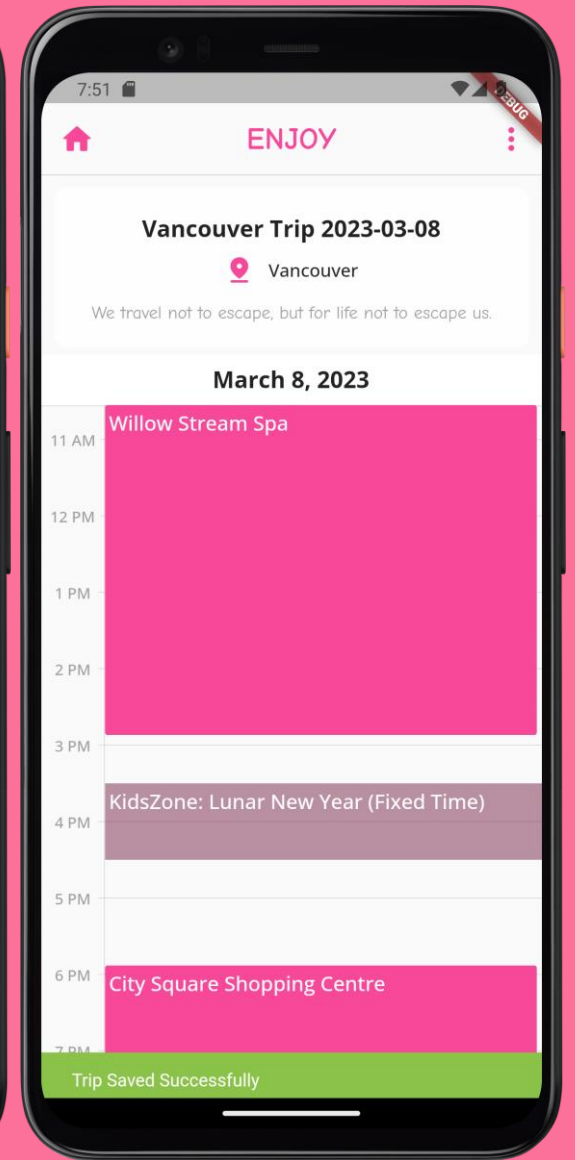 7:51
DEBUG
ENJOY
Vancouver Trip 2023-03-08
Vancouver
We travel not to escape, but for life not to escape us.
March 8, 2023
Willow Stream Spa
11 AM
12 PM
1 PM
2 PM
3 PM
KidsZone: Lunar New Year (Fixed Time)
4 PM
5 PM
6 PM
City Square Shopping Centre
7 PM
Trip Saved Successfully